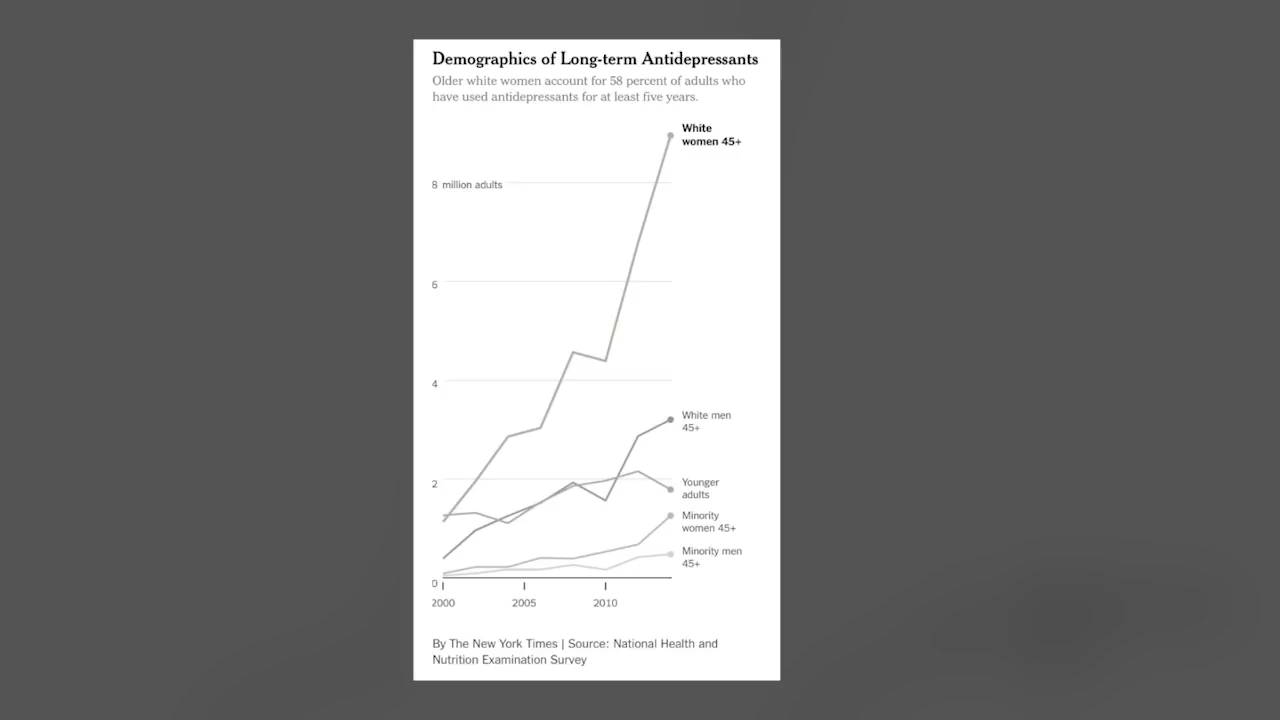 Demographics of Long-term Antidepressants
Older white women account for 58 percent of adults who
have used antidepressants for at least five years.
White
women 45+
8 million adults
6
4
White men
45+
2
Younger
adults
Minority
women 45+
Minority men
45+
0
2000
2005
2010
By The New York Times | Source: National Health and
Nutrition Examination Survey